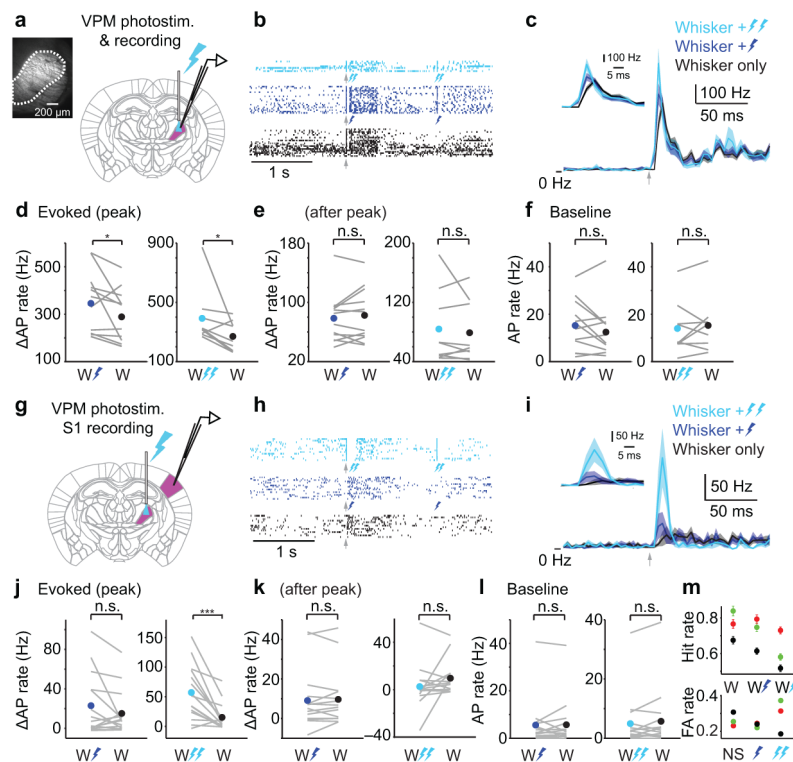 a
VPM photostim.
& recording
200 µm
b
1 s
c
Whisker +
Whisker +
Whisker only
100 Hz
5 ms
100 Hz
50 ms
0 Hz
d Evoked (peak)
ΔAP rate (Hz)
500
300
100
*
W W
900
500
100
*
W W
e (after peak)
ΔAP rate (Hz)
180
100
20
n.s.
W W
200
120
40
n.s.
W W
f Baseline
AP rate (Hz)
40
20
0
n.s.
W W
40
20
0
n.s.
W W
g
VPM photostim.
S1 recording
h
1 s
i
Whisker +
Whisker +
Whisker only
50 Hz
5 ms
50 Hz
50 ms
0 Hz
j Evoked (peak)
ΔAP rate (Hz)
120
80
40
0
n.s.
W W
150
100
50
0
***
W W
k (after peak)
ΔAP rate (Hz)
40
20
0
n.s.
W W
40
0
−40
n.s.
W W
l Baseline
AP rate (Hz)
40
20
0
n.s.
W W
40
20
0
n.s.
W W
m
Hit rate
0.8
0.6
W W W
FA rate
0.4
0.2
NS